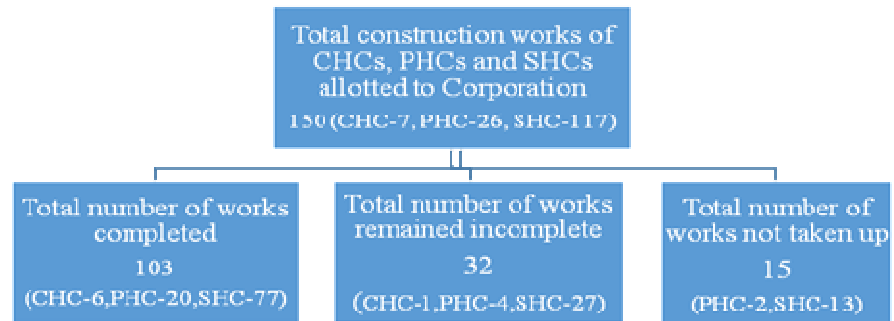 Total construction works of
CHCs, PHCs and SHCs
allotted to Corporation
150 (CHC-7, PHC-26, SHC-117)
Total number of works
completed
103
(CHC-6,PHC-20,SHC-77)
Total number of works
remained incomplete
32
(CHC-1,PHC-4,SHC-27)
Total number of
works not taken up
15
(PHC-2,SHC-13)